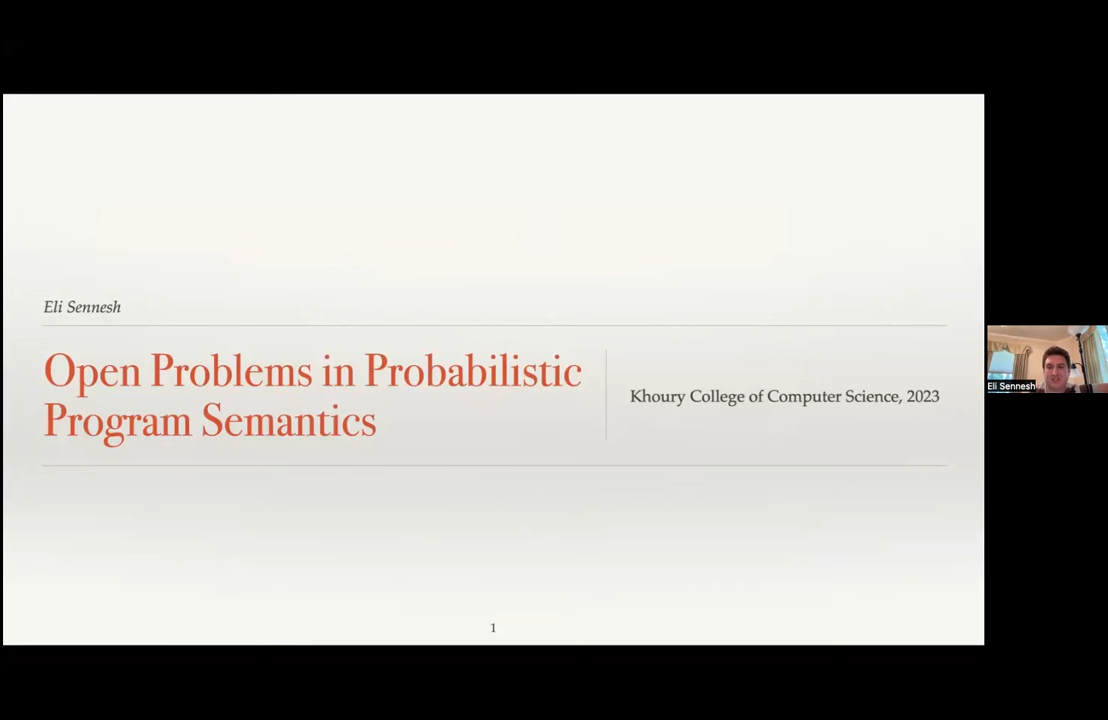 Eli Sennesh
Open Problems in Probabilistic
Program Semantics
Khoury College of Computer Science, 2023
1
Eli Sennesh